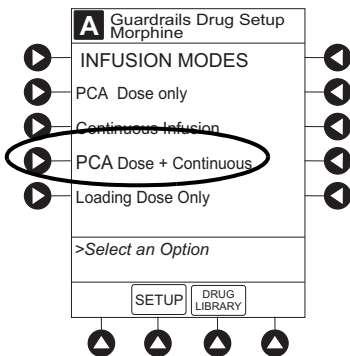 A
Guardrails Drug Setup
Morphine
INFUSION MODES
PCA Dose only
Continuous Infusion
PCA Dose + Continuous
Loading Dose Only
>Select an Option
SETUP
DRUG
LIBRARY